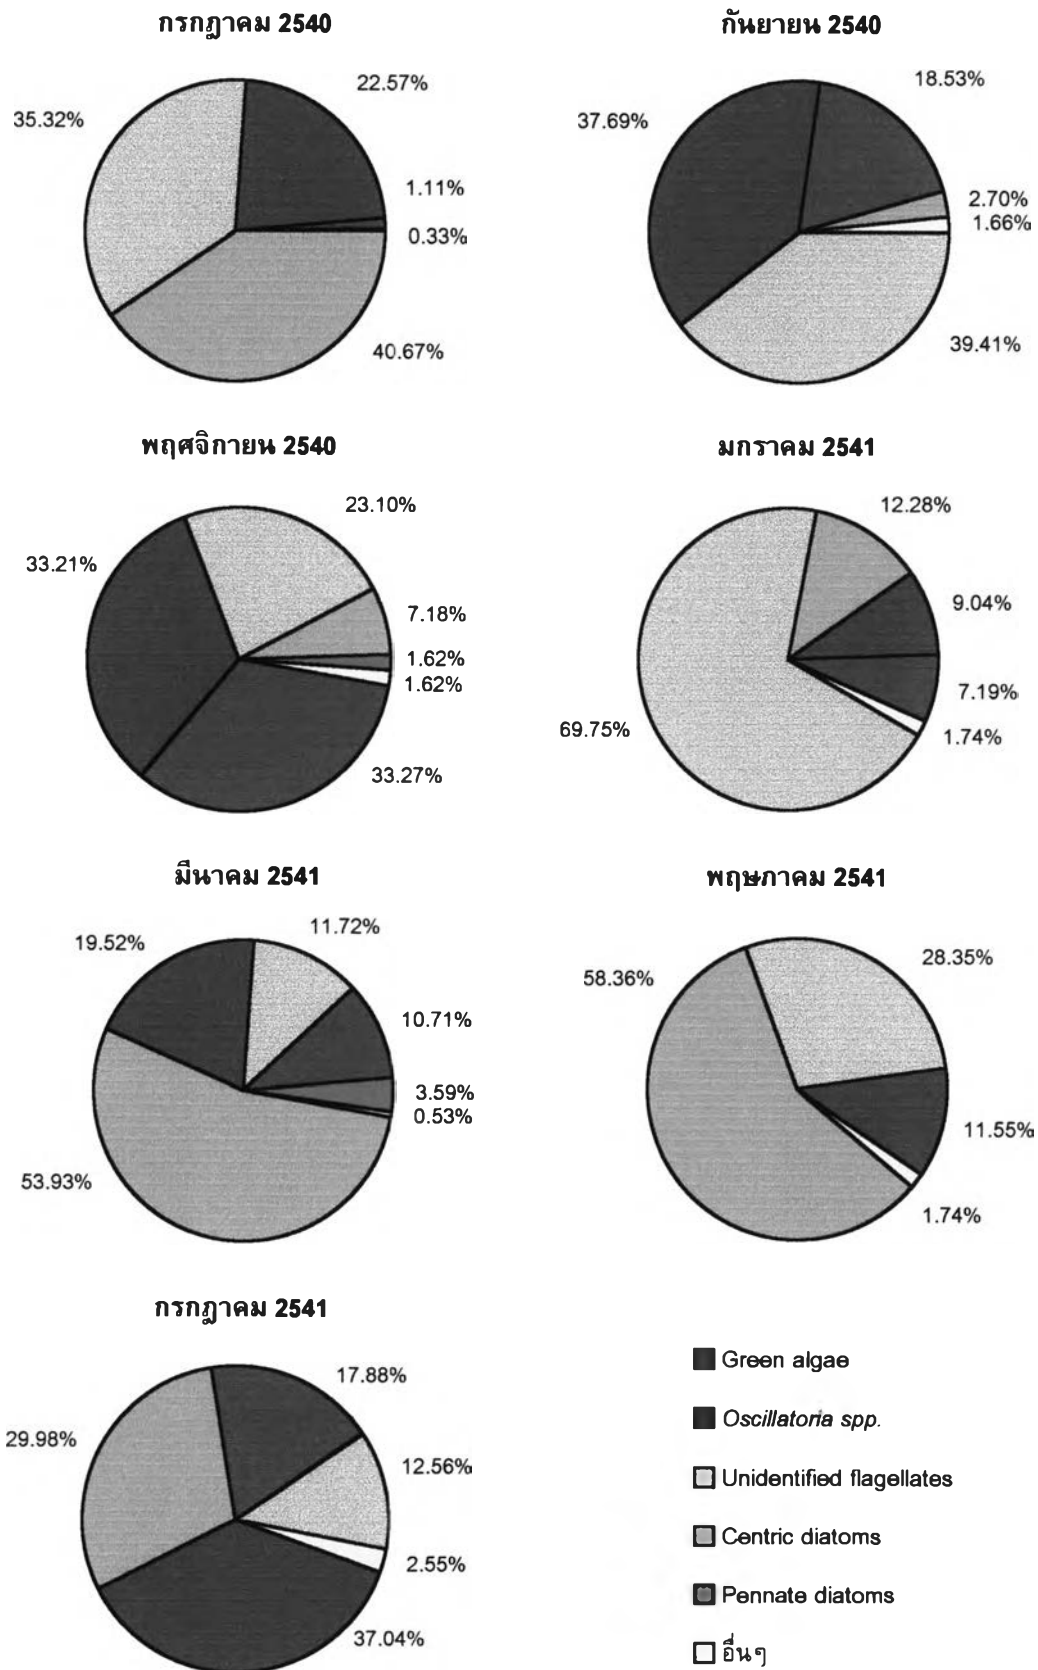 กรกฎาคม 2540
22.57%
35.32%
1.11%
0.33%
40.67%
กันยายน 2540
18.53%
37.69%
2.70%
1.66%
39.41%
พฤศจิกายน 2540
23.10%
33.21%
7.18%
1.62%
1.62%
33.27%
มกราคม 2541
12.28%
9.04%
7.19%
69.75%
1.74%
มีนาคม 2541
11.72%
19.52%
10.71%
3.59%
0.53%
53.93%
พฤษภาคม 2541
28.35%
58.36%
11.55%
1.74%
กรกฎาคม 2541
17.88%
29.98%
12.56%
2.55%
37.04%
Green algae
Oscillatoria spp.
Unidentified flagellates
Centric diatoms
Pennate diatoms
อื่นๆ